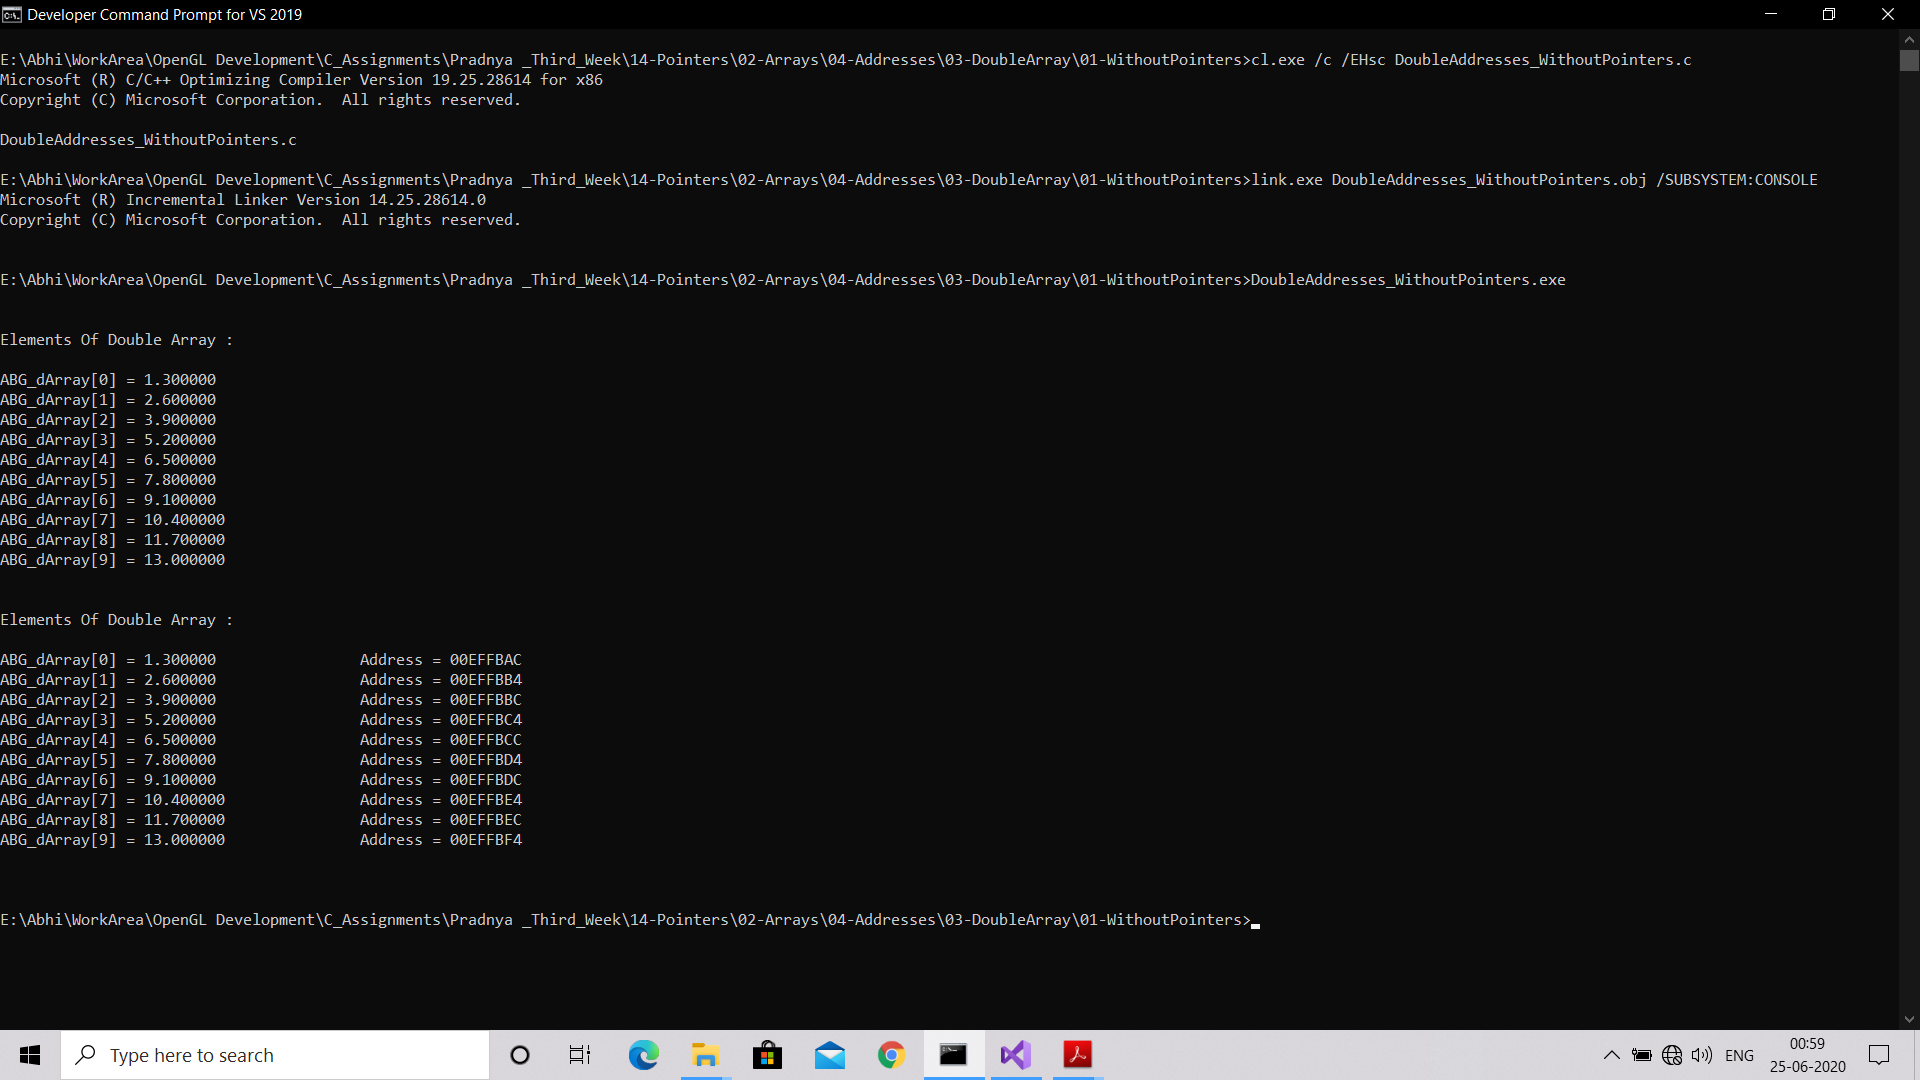 Developer Command Prompt for VS 2019
E:\Abhi\WorkArea\OpenGL Development\C_Assignments\Pradnya _Third_Week\14-Pointers\02-Arrays\04-Addresses\03-DoubleArray\01-WithoutPointers>cl.exe /c /EHsc DoubleAddresses_WithoutPointers.c
Microsoft (R) C/C++ Optimizing Compiler Version 19.25.28614 for x86
Copyright (C) Microsoft Corporation.  All rights reserved.
DoubleAddresses_WithoutPointers.c
E:\Abhi\WorkArea\OpenGL Development\C_Assignments\Pradnya _Third_Week\14-Pointers\02-Arrays\04-Addresses\03-DoubleArray\01-WithoutPointers>link.exe DoubleAddresses_WithoutPointers.obj /SUBSYSTEM:CONSOLE
Microsoft (R) Incremental Linker Version 14.25.28614.0
Copyright (C) Microsoft Corporation.  All rights reserved.
E:\Abhi\WorkArea\OpenGL Development\C_Assignments\Pradnya _Third_Week\14-Pointers\02-Arrays\04-Addresses\03-DoubleArray\01-WithoutPointers>DoubleAddresses_WithoutPointers.exe
Elements Of Double Array :
ABG_dArray[0] = 1.300000
ABG_dArray[1] = 2.600000
ABG_dArray[2] = 3.900000
ABG_dArray[3] = 5.200000
ABG_dArray[4] = 6.500000
ABG_dArray[5] = 7.800000
ABG_dArray[6] = 9.100000
ABG_dArray[7] = 10.400000
ABG_dArray[8] = 11.700000
ABG_dArray[9] = 13.000000
Elements Of Double Array :
ABG_dArray[0] = 1.300000 Address = 00EFFBAC
ABG_dArray[1] = 2.600000 Address = 00EFFBB4
ABG_dArray[2] = 3.900000 Address = 00EFFBBC
ABG_dArray[3] = 5.200000 Address = 00EFFBC4
ABG_dArray[4] = 6.500000 Address = 00EFFBCC
ABG_dArray[5] = 7.800000 Address = 00EFFBD4
ABG_dArray[6] = 9.100000 Address = 00EFFBDC
ABG_dArray[7] = 10.400000 Address = 00EFFBE4
ABG_dArray[8] = 11.700000 Address = 00EFFBEC
ABG_dArray[9] = 13.000000 Address = 00EFFBF4
E:\Abhi\WorkArea\OpenGL Development\C_Assignments\Pradnya _Third_Week\14-Pointers\02-Arrays\04-Addresses\03-DoubleArray\01-WithoutPointers>
Type here to search
ENG
00:59
25-06-2020